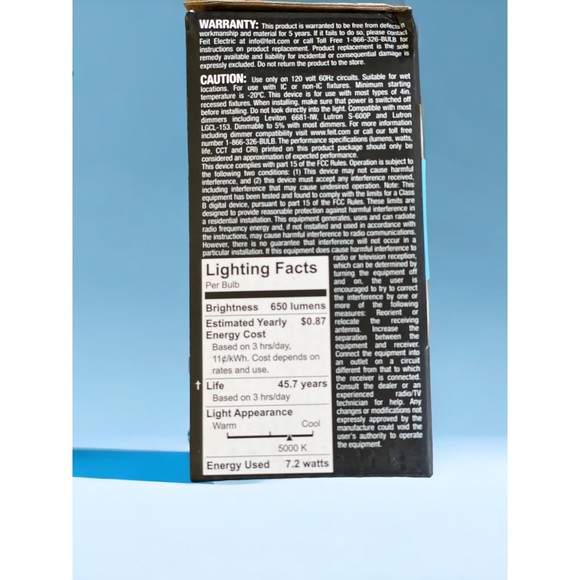 WARRANTY: This product is warranted to be free from defects in
workmanship and material for 5 years. If it fails to do so, please contact
Feit Electric at info@feit.com or call Toll Free 1-866-326-BULB for
instructions on product replacement. Product replacement is the sole
remedy available and liability for incidental or consequential damage is
expressly excluded. Do not return the product to the store.
CAUTION: Use only on 120 volt 60Hz circuits. Suitable for wet
locations. For use with IC or non-IC fixtures. Minimum starting
temperature is -20°C. This device is for use with most types of 4in.
recessed fixtures. When installing, make sure that power is switched off
before installing. Do not look directly into the light. Compatible with most
dimmers including Leviton 6681-IW, Lutron S-600P and Lutron
LGCL-153. Dimmable to 5% with most dimmers. For more information
including dimmer compatibility visit www.feit.com or call our toll free
number 1-866-326-BULB. The performance specifications (lumens, watts,
life, CCT and CRI) printed on this product package should only be
considered an approximation of expected performance.
This device complies with part 15 of the FCC Rules. Operation is subject to
the following two conditions: (1) This device may not cause harmful
interference, and (2) this device must accept any interference received,
including interference that may cause undesired operation. Note: This
equipment has been tested and found to comply with the limits for a Class
B digital device, pursuant to part 15 of the FCC Rules. These limits are
designed to provide reasonable protection against harmful interference in
a residential installation. This equipment generates, uses and can radiate
radio frequency energy and, if not installed and used in accordance with
the instructions, may cause harmful interference to radio communications.
However, there is no guarantee that interference will not occur in a
particular installation. If this equipment does cause harmful interference to
radio or television reception,
which can be determined by
turning the equipment off
and on, the user is
encouraged to try to correct
the interference by one or
more of the following
measures: Reorient or
relocate the receiving
antenna. Increase the
separation between the
equipment and receiver.
Connect the equipment into
an outlet on a circuit
different from that to which
the receiver is connected.
Consult the dealer or an
experienced radio/TV
technician for help. Any
changes or modifications not
expressly approved by the
manufacture could void the
user's authority to operate
the equipment.
Lighting Facts
Per Bulb
Brightness 650 lumens
Estimated Yearly $0.87
Energy Cost
Based on 3 hrs/day,
11¢/kWh. Cost depends on
rates and use.
† Life 45.7 years
Based on 3 hrs/day
Light Appearance
Warm Cool
5000 K
Energy Used 7.2 watts